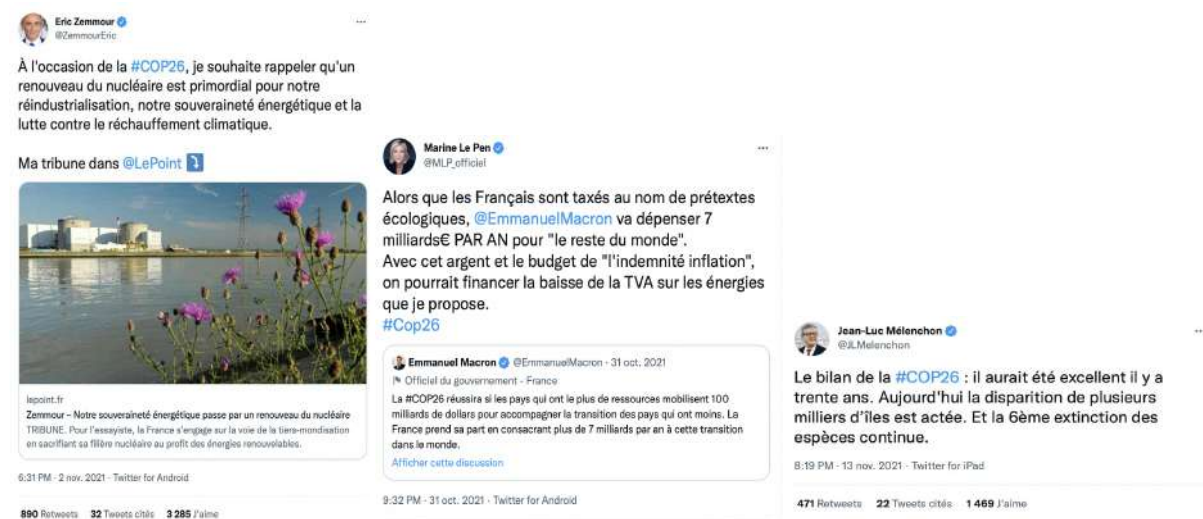 Eric Zemmour
@ZemmourEric
À l'occasion de la #COP26, je souhaite rappeler qu'un
renouveau du nucléaire est primordial pour notre
réindustrialisation, notre souveraineté énergétique et la
lutte contre le réchauffement climatique.
Ma tribune dans @LePoint
lepoint.fr
Zemmour – Notre souveraineté énergétique passe par un renouveau du nucléaire
TRIBUNE. Pour l'essayiste, la France s'engage sur la voie de la tiers-mondisation
en sacrifiant sa filière nucléaire au profit des énergies renouvelables.
6:31 PM · 2 nov. 2021 · Twitter for Android
890 Retweets 32 Tweets cités 3 285 J'aime
Marine Le Pen
@MLP_officiel
Alors que les Français sont taxés au nom de prétextes
écologiques, @EmmanuelMacron va dépenser 7
milliards€ PAR AN pour "le reste du monde".
Avec cet argent et le budget de "l'indemnité inflation",
on pourrait financer la baisse de la TVA sur les énergies
que je propose.
#Cop26
Emmanuel Macron @EmmanuelMacron · 31 oct. 2021
Officiel du gouvernement - France
La #COP26 réussira si les pays qui ont le plus de ressources mobilisent 100
milliards de dollars pour accompagner la transition des pays qui ont moins. La
France prend sa part en consacrant plus de 7 milliards par an à cette transition
dans le monde.
Afficher cette discussion
9:32 PM · 31 oct. 2021 · Twitter for Android
Jean-Luc Mélenchon
@JLMelenchon
Le bilan de la #COP26 : il aurait été excellent il y a
trente ans. Aujourd'hui la disparition de plusieurs
milliers d'îles est actée. Et la 6ème extinction des
espèces continue.
8:19 PM · 13 nov. 2021 · Twitter for iPad
471 Retweets 22 Tweets cités 1 469 J'aime